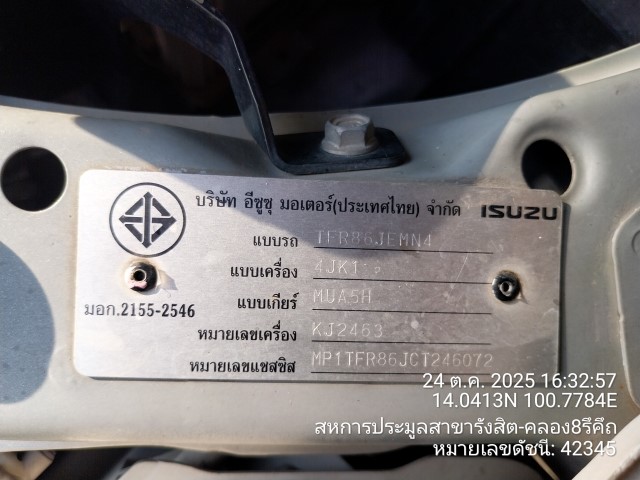 บริษัท อีซูซุ มอเตอร์(ประเทศไทย) จำกัด ISUZU
แบบรถ TFR86JEMN4
แบบเครื่อง 4JK1
แบบเกียร์ MUA5H
มอก.2155-2546
หมายเลขเครื่อง KJ2463
หมายเลขแชสซิส MP1TFR86JCT246072
24 ต.ค. 2025 16:32:57
14.0413N 100.7784E
สหการประมูลสาขารังสิต-คลอง8รีคีถ
หมายเลขดัชนี: 42345